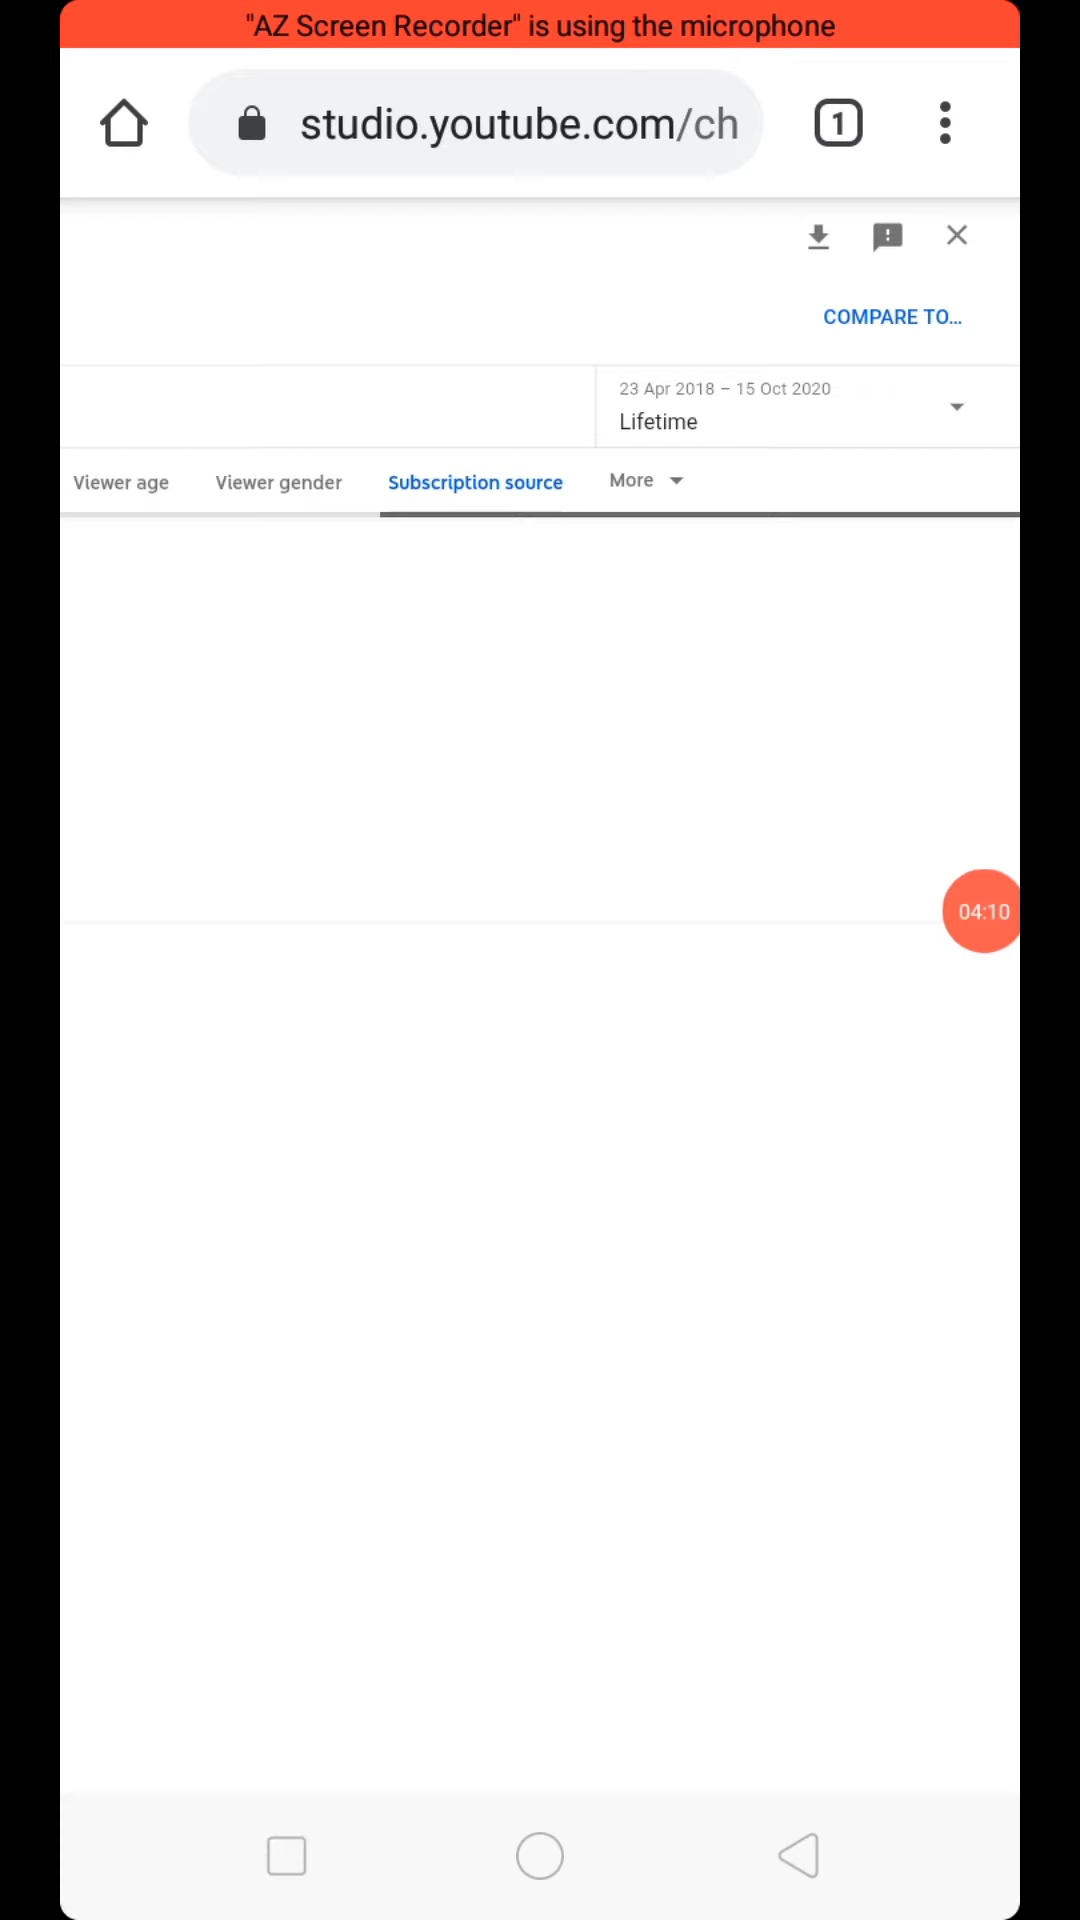 "AZ Screen Recorder" is using the microphone
studio.youtube.com/ch
1
COMPARE TO...
23 Apr 2018 – 15 Oct 2020
Lifetime
Viewer age
Viewer gender
Subscription source
More
04:10